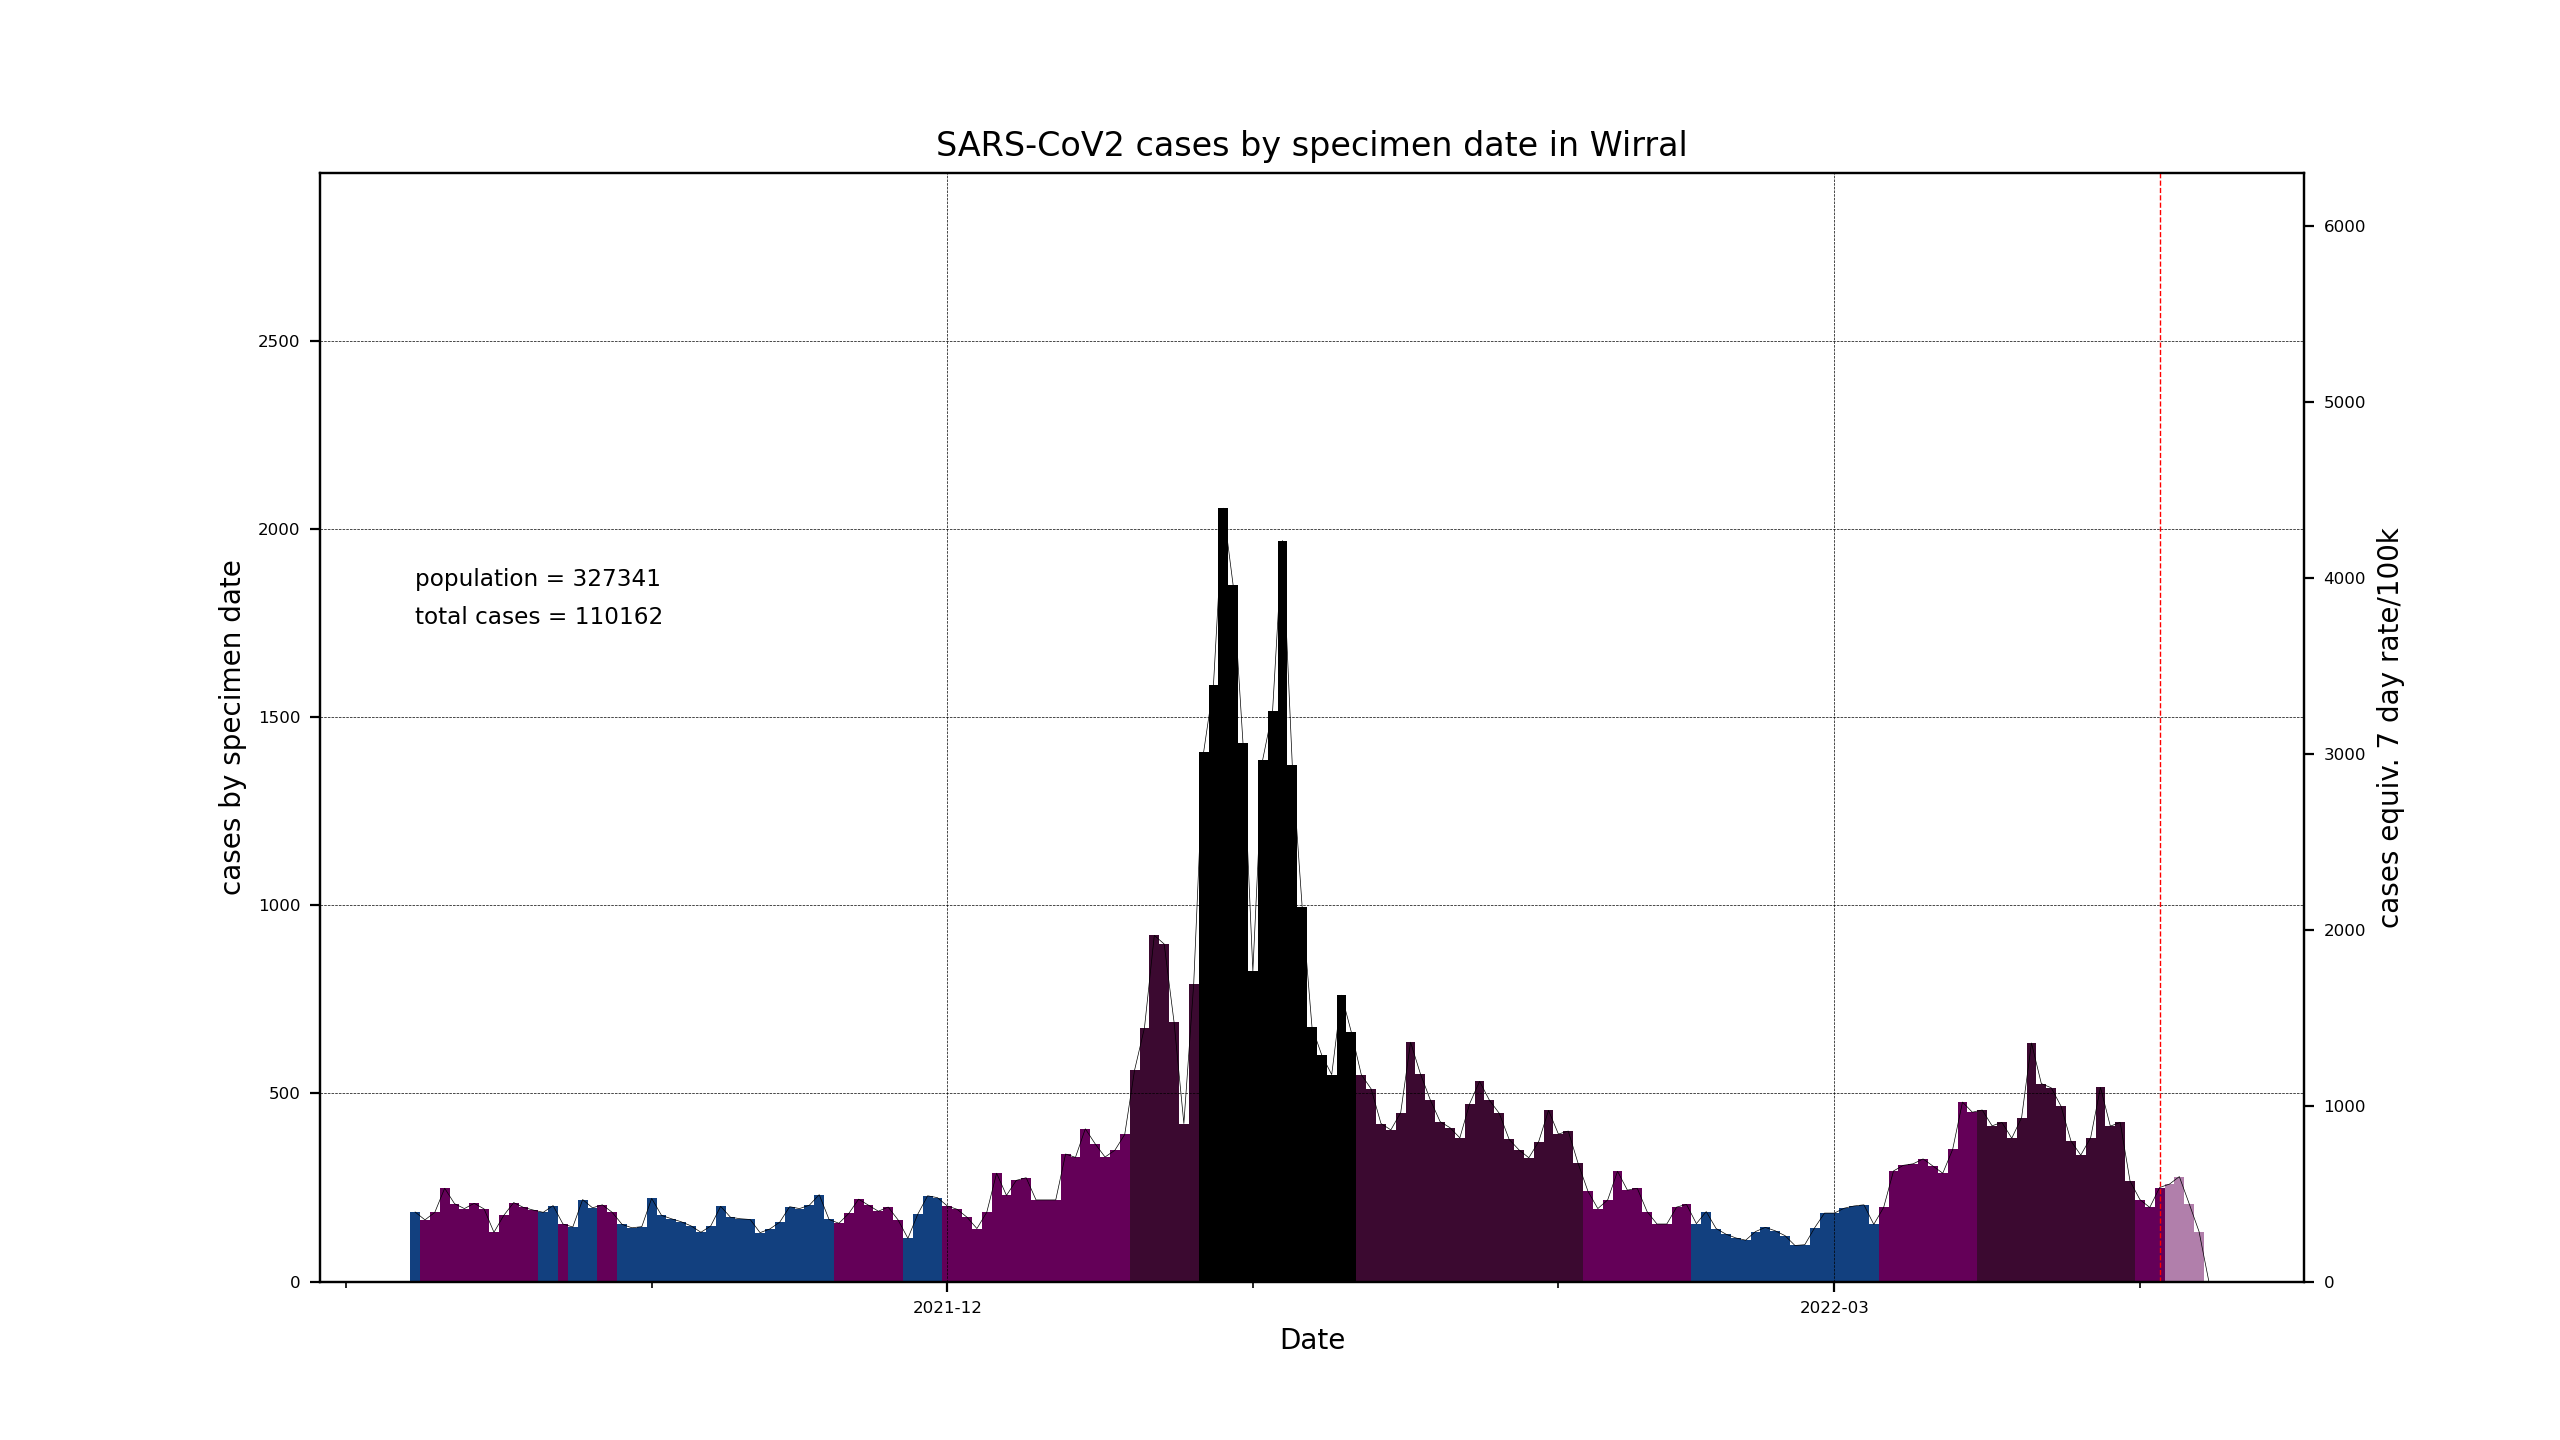 SARS-CoV2 cases by specimen date in Wirral
cases by specimen date
2500
2000
1500
1000
500
0
population = 327341
total cases = 110162
6000
5000
4000
3000
2000
1000
0
cases equiv. 7 day rate/100k
2021-12
2022-03
Date